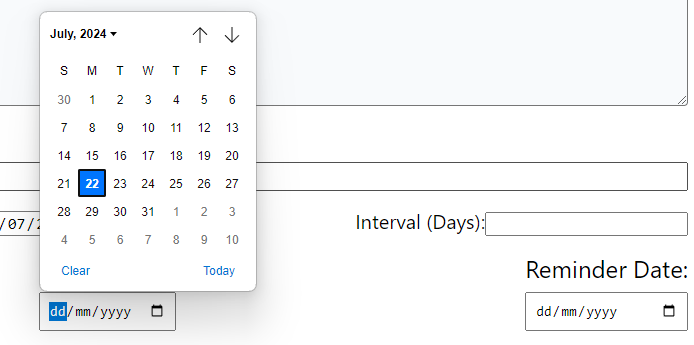 July, 2024
S M T W T F S
30 1 2 3 4 5 6
7 8 9 10 11 12 13
14 15 16 17 18 19 20
21 22 23 24 25 26 27
28 29 30 31 1 2 3
4 5 6 7 8 9 10
Clear Today
/07/2
Interval (Days):
Reminder Date:
dd/mm/yyyy
dd/mm/yyyy